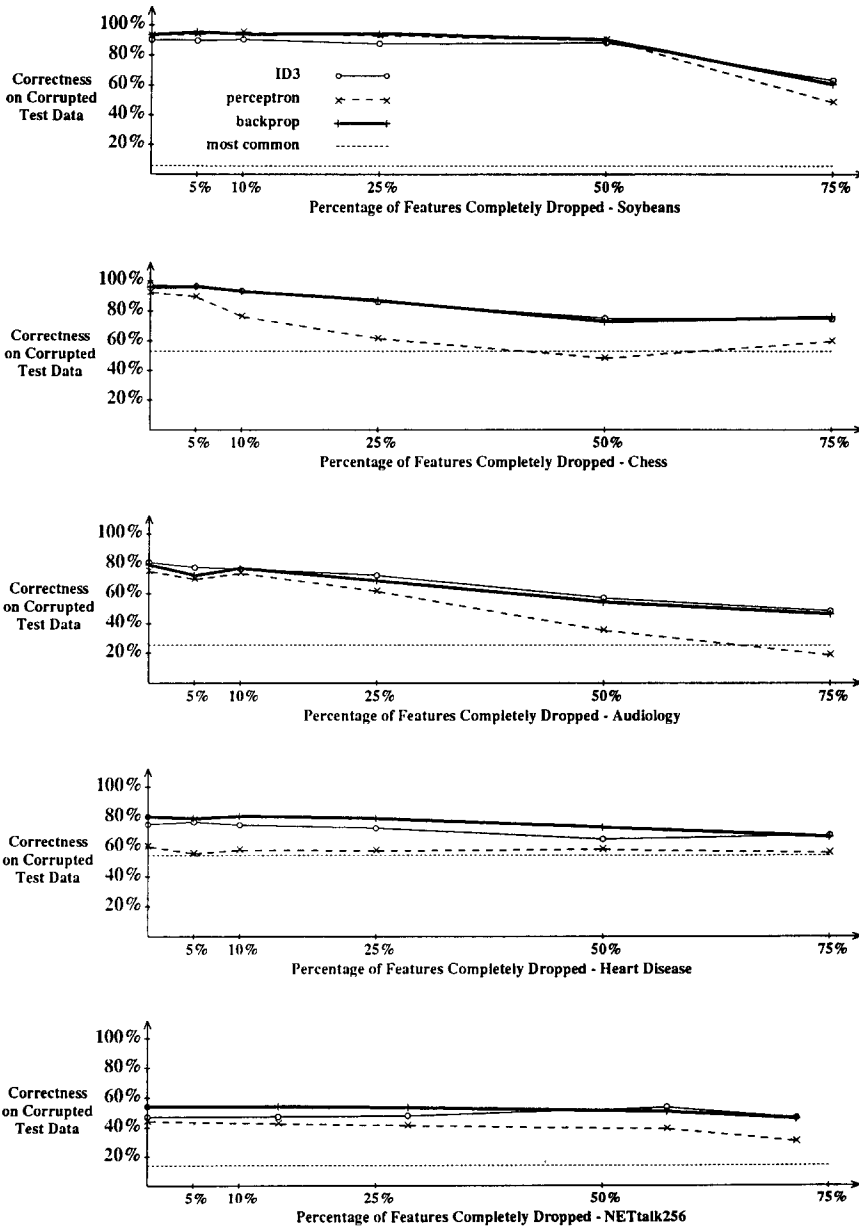 100%
80%
60%
40%
20%
Correctness
on Corrupted
Test Data
ID3
perceptron
backprop
most common
5% 10% 25% 50% 75%
Percentage of Features Completely Dropped - Soybeans
100%
80%
60%
40%
20%
Correctness
on Corrupted
Test Data
5% 10% 25% 50% 75%
Percentage of Features Completely Dropped - Chess
100%
80%
60%
40%
20%
Correctness
on Corrupted
Test Data
5% 10% 25% 50% 75%
Percentage of Features Completely Dropped - Audiology
100%
80%
60%
40%
20%
Correctness
on Corrupted
Test Data
5% 10% 25% 50% 75%
Percentage of Features Completely Dropped - Heart Disease
100%
80%
60%
40%
20%
Correctness
on Corrupted
Test Data
5% 10% 25% 50% 75%
Percentage of Features Completely Dropped - NETtalk256